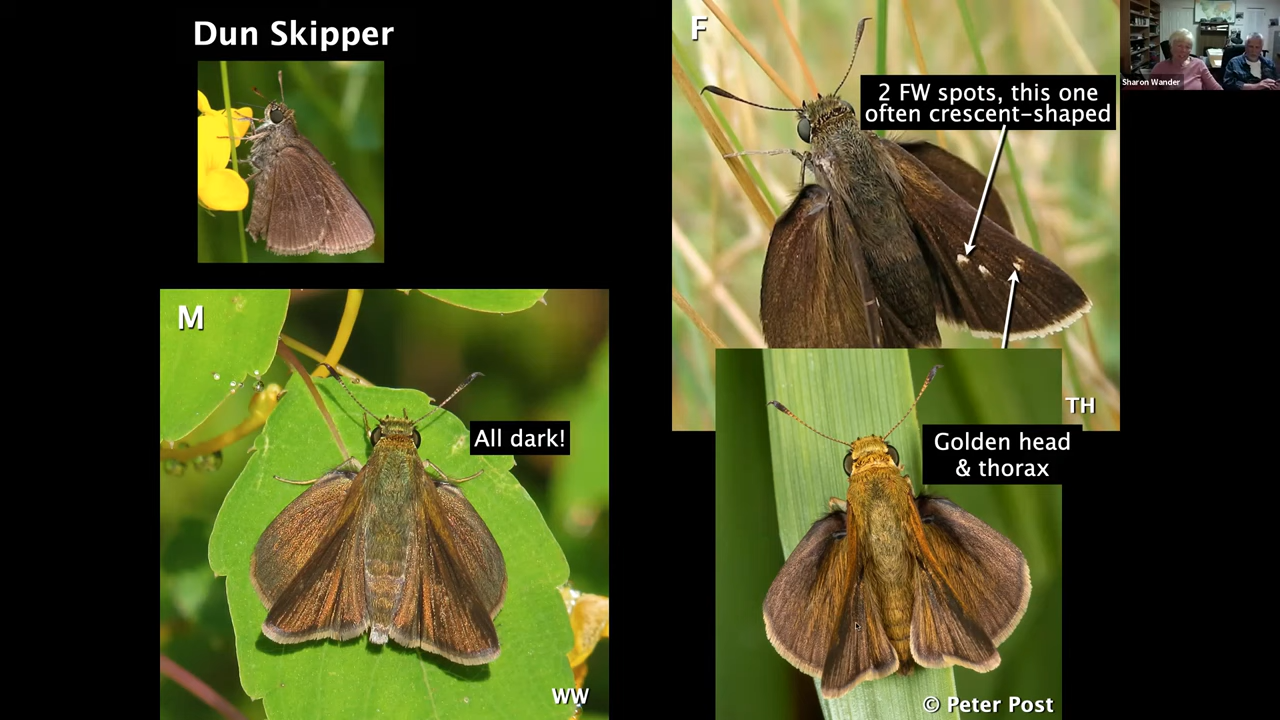 Dun Skipper
F
Sharon Wander
2 FW spots, this one
often crescent-shaped
M
All dark!
TH
Golden head
& thorax
WW
© Peter Post